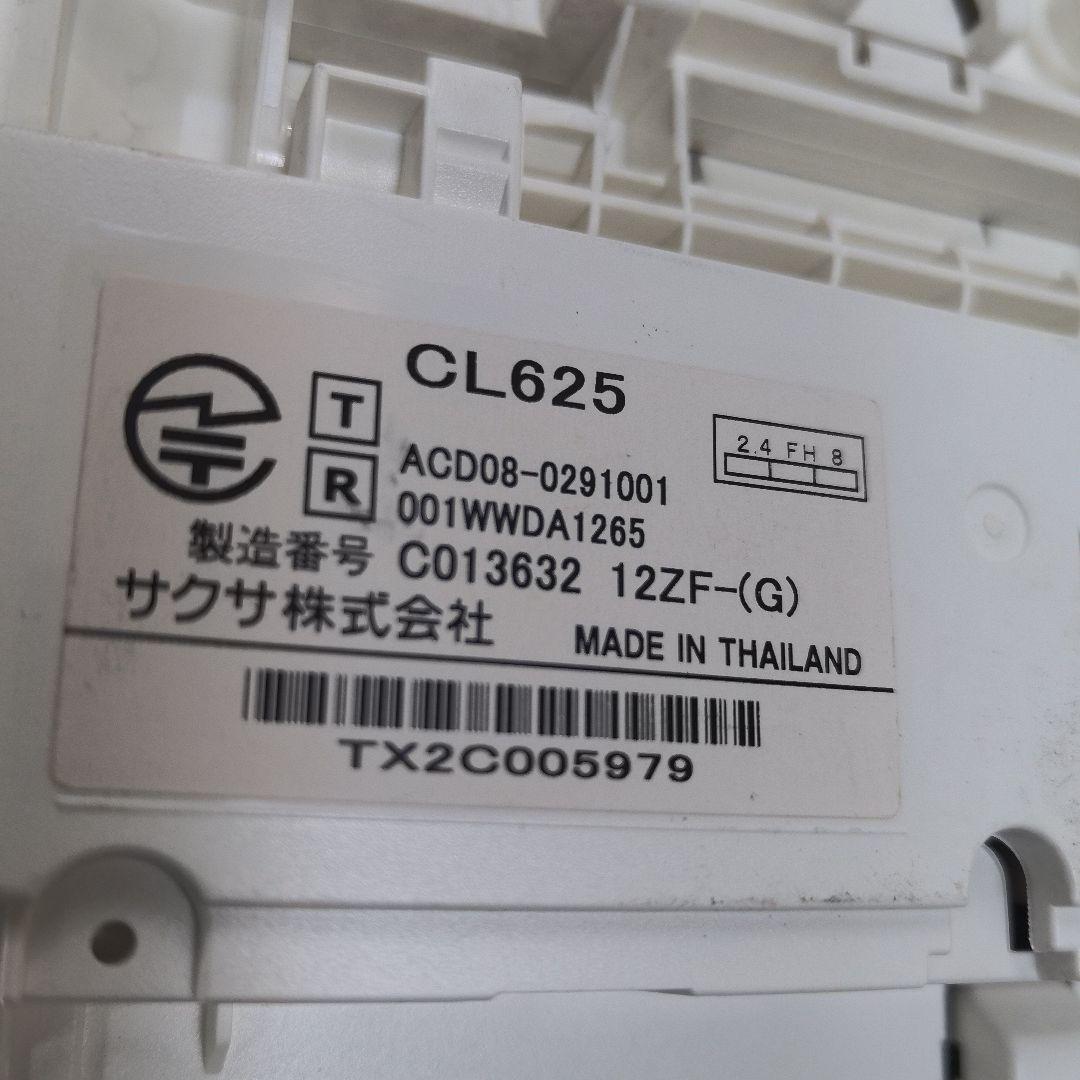 CL625
T
R
ACD08-0291001
001WWDA1265
2.4 FH 8
製造番号 C013632 12ZF-(G)
サクサ株式会社
MADE IN THAILAND
TX2C005979